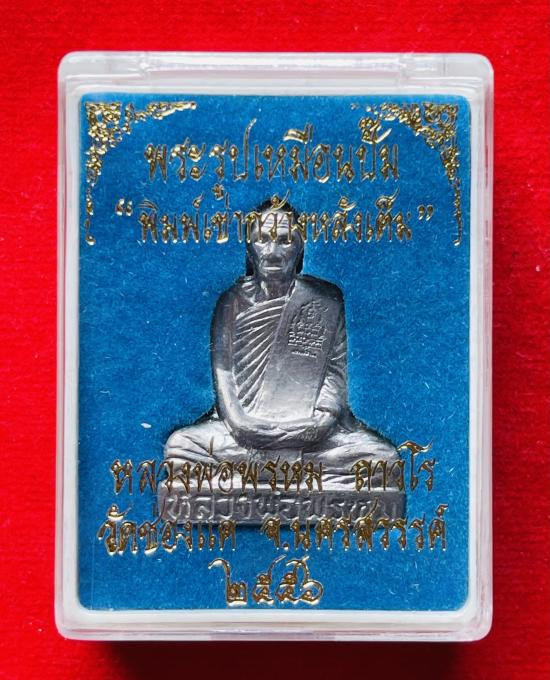 พระรูปเหมือนปั๊ม
“พิมพ์เข่ากว้างหลังเต็ม”
หลวงพ่อพรหม ถาวโร
หลวงพ่อพรหม
วัดช่องแค จ.นครสวรรค์
๒๕๕๖